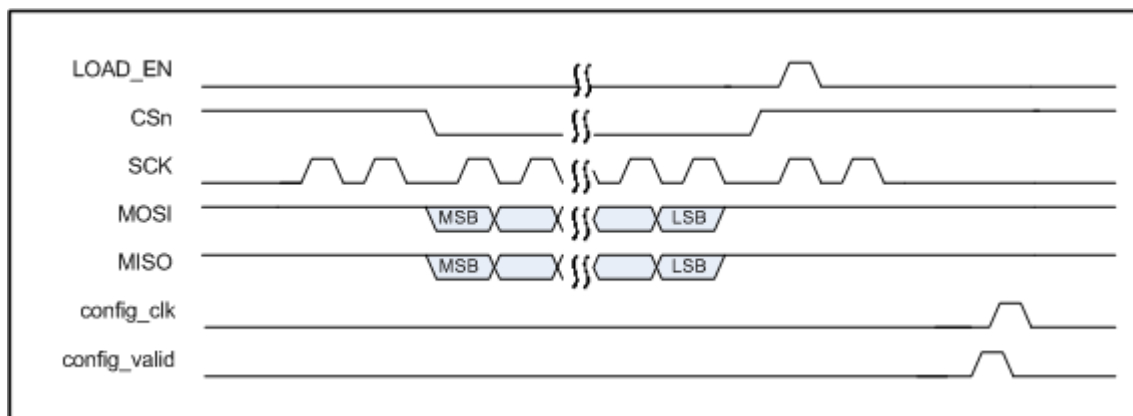 LOAD_EN
CSn
SCK
MOSI MSB LSB
MISO MSB LSB
config_clk
config_valid